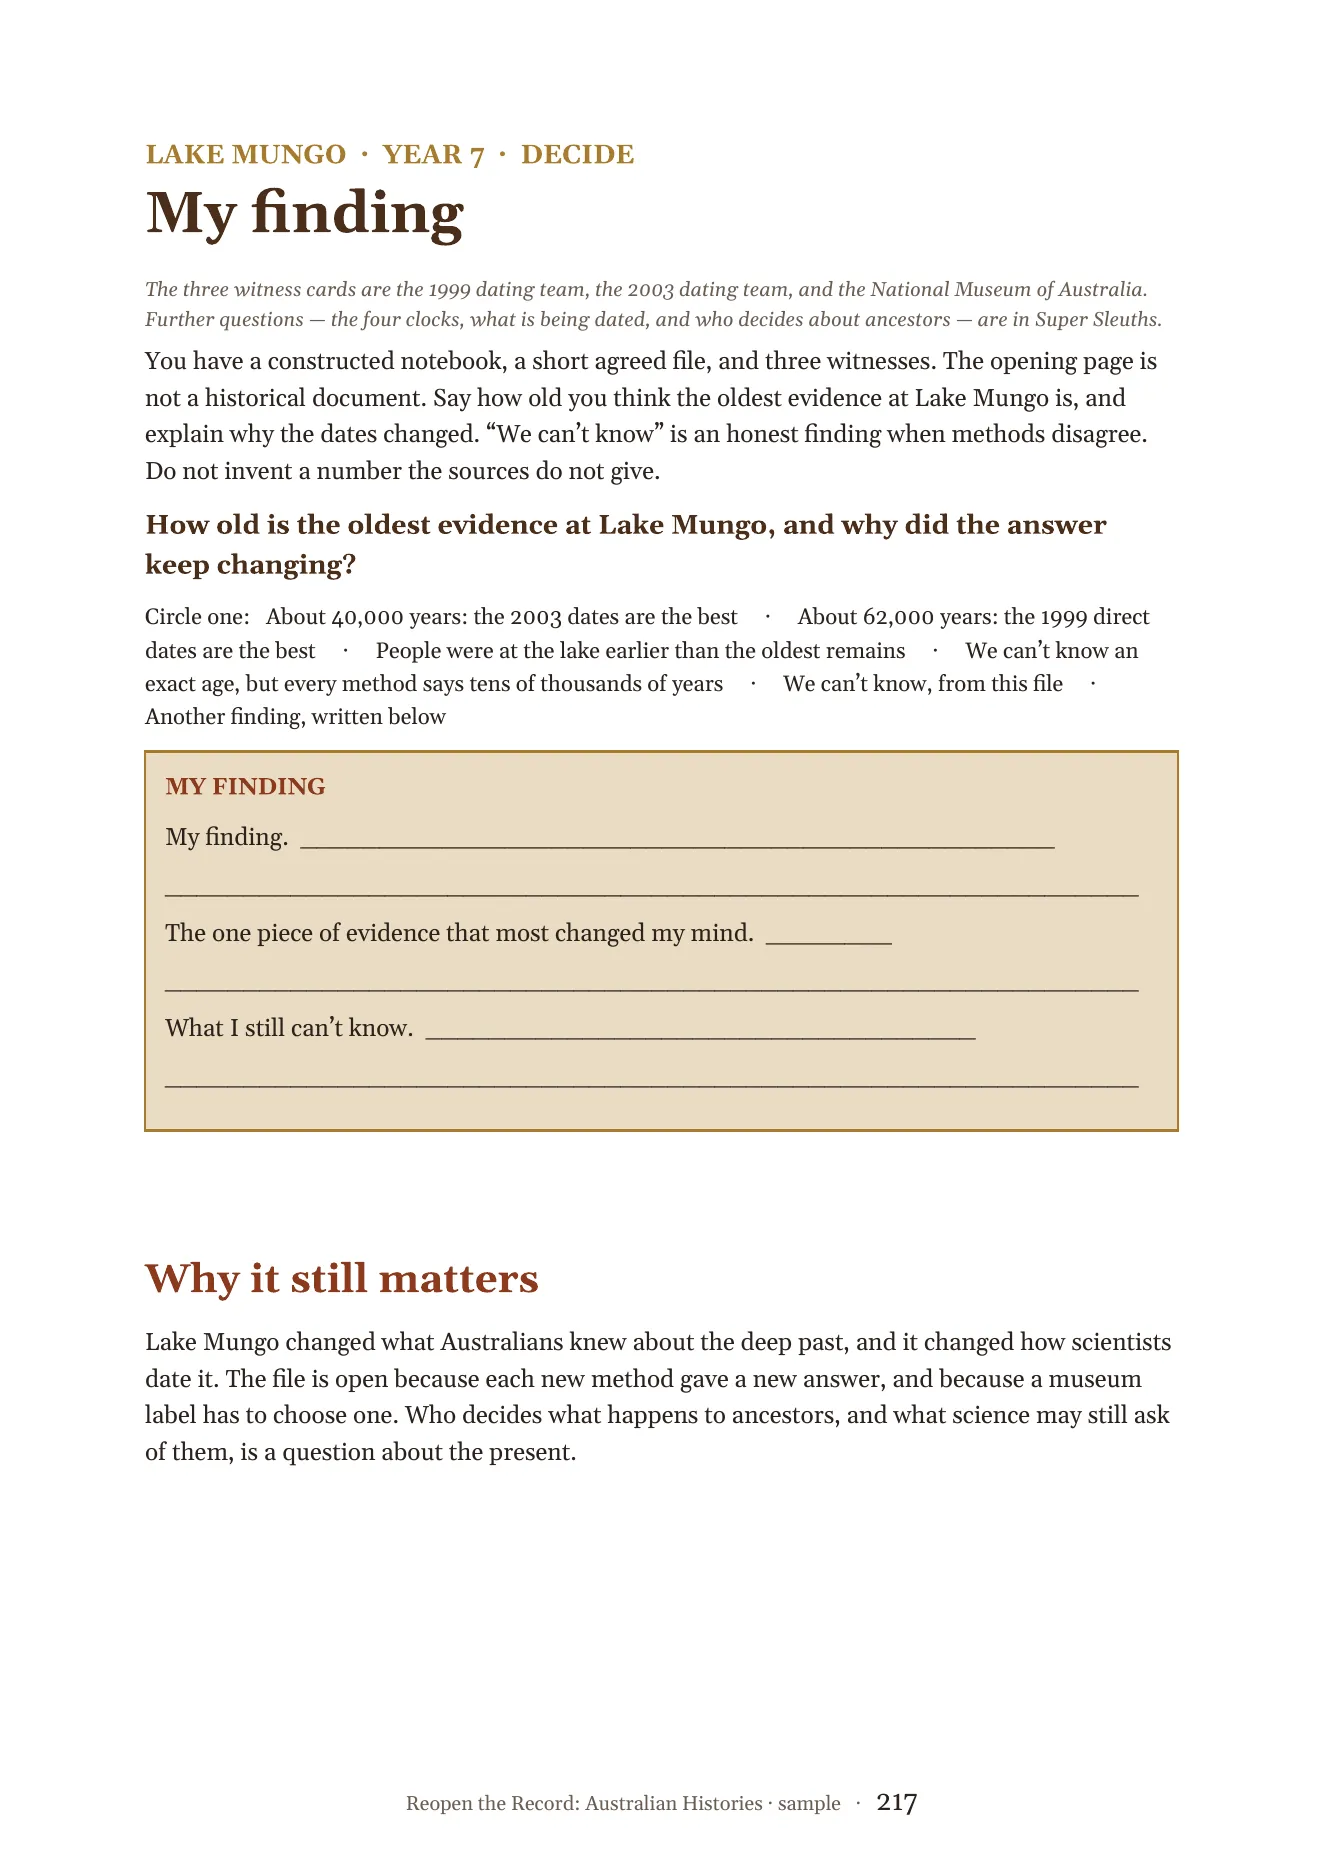 LAKE MUNGO · YEAR 7 · DECIDE
My finding
The three witness cards are the 1999 dating team, the 2003 dating team, and the National Museum of Australia.
Further questions — the four clocks, what is being dated, and who decides about ancestors — are in Super Sleuths.
You have a constructed notebook, a short agreed file, and three witnesses. The opening page is
not a historical document. Say how old you think the oldest evidence at Lake Mungo is, and
explain why the dates changed. “We can’t know” is an honest finding when methods disagree.
Do not invent a number the sources do not give.
How old is the oldest evidence at Lake Mungo, and why did the answer
keep changing?
Circle one: About 40,000 years: the 2003 dates are the best · About 62,000 years: the 1999 direct
dates are the best · People were at the lake earlier than the oldest remains · We can’t know an
exact age, but every method says tens of thousands of years · We can’t know, from this file ·
Another finding, written below
MY FINDING
My finding. ____________________
____________________
The one piece of evidence that most changed my mind. ________
____________________
What I still can’t know. ____________________
____________________
Why it still matters
Lake Mungo changed what Australians knew about the deep past, and it changed how scientists
date it. The file is open because each new method gave a new answer, and because a museum
label has to choose one. Who decides what happens to ancestors, and what science may still ask
of them, is a question about the present.
Reopen the Record: Australian Histories · sample · 217